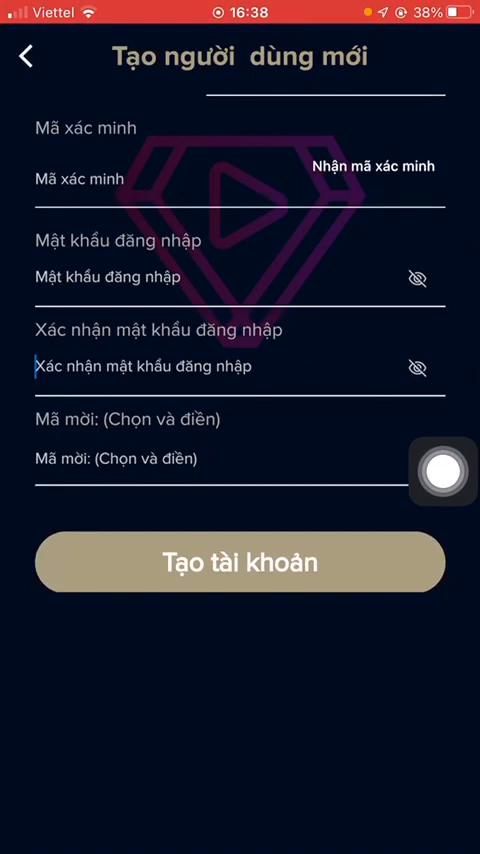 Viettel 16:38 38%
Tạo người dùng mới
Mã xác minh
Nhận mã xác minh
Mã xác minh
Mật khẩu đăng nhập
Mật khẩu đăng nhập
Xác nhận mật khẩu đăng nhập
Xác nhận mật khẩu đăng nhập
Mã mời: (Chọn và điền)
Mã mời: (Chọn và điền)
Tạo tài khoản